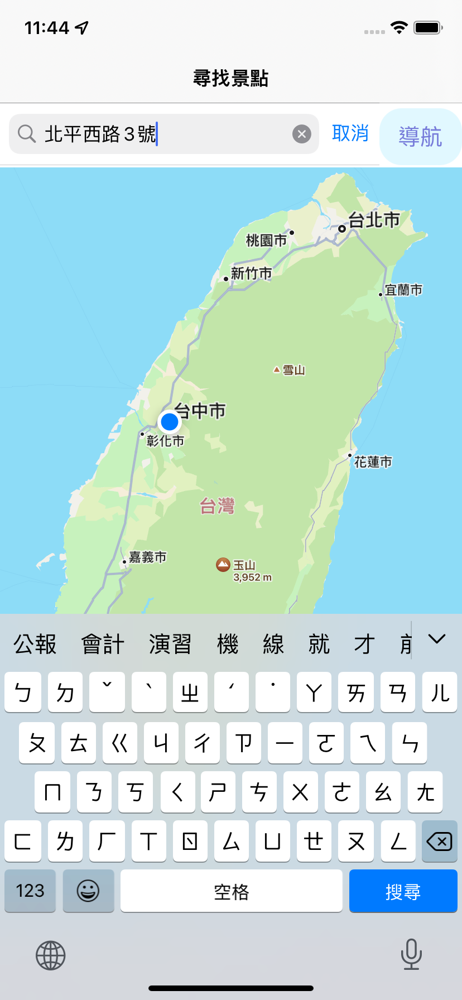 11:44
尋找景點
北平西路3號 取消 導航
台北市
桃園市
新竹市
宜蘭市
雪山
台中市
彰化市
花蓮市
台灣
嘉義市
玉山
3,952 m
公報 會計 演習 機 線 就 才
ㄅ ㄉ ˇ ˋ ㄓ ˊ ˙ ㄚ ㄞ ㄢ ㄦ
ㄆ ㄊ ㄍ ㄐ ㄔ ㄗ ㄧ ㄛ ㄟ ㄣ
ㄇ ㄋ ㄎ ㄑ ㄕ ㄘ ㄨ ㄜ ㄠ ㄤ
ㄈ ㄌ ㄏ ㄒ ㄖ ㄙ ㄩ ㄝ ㄡ ㄥ
123 空格 搜尋